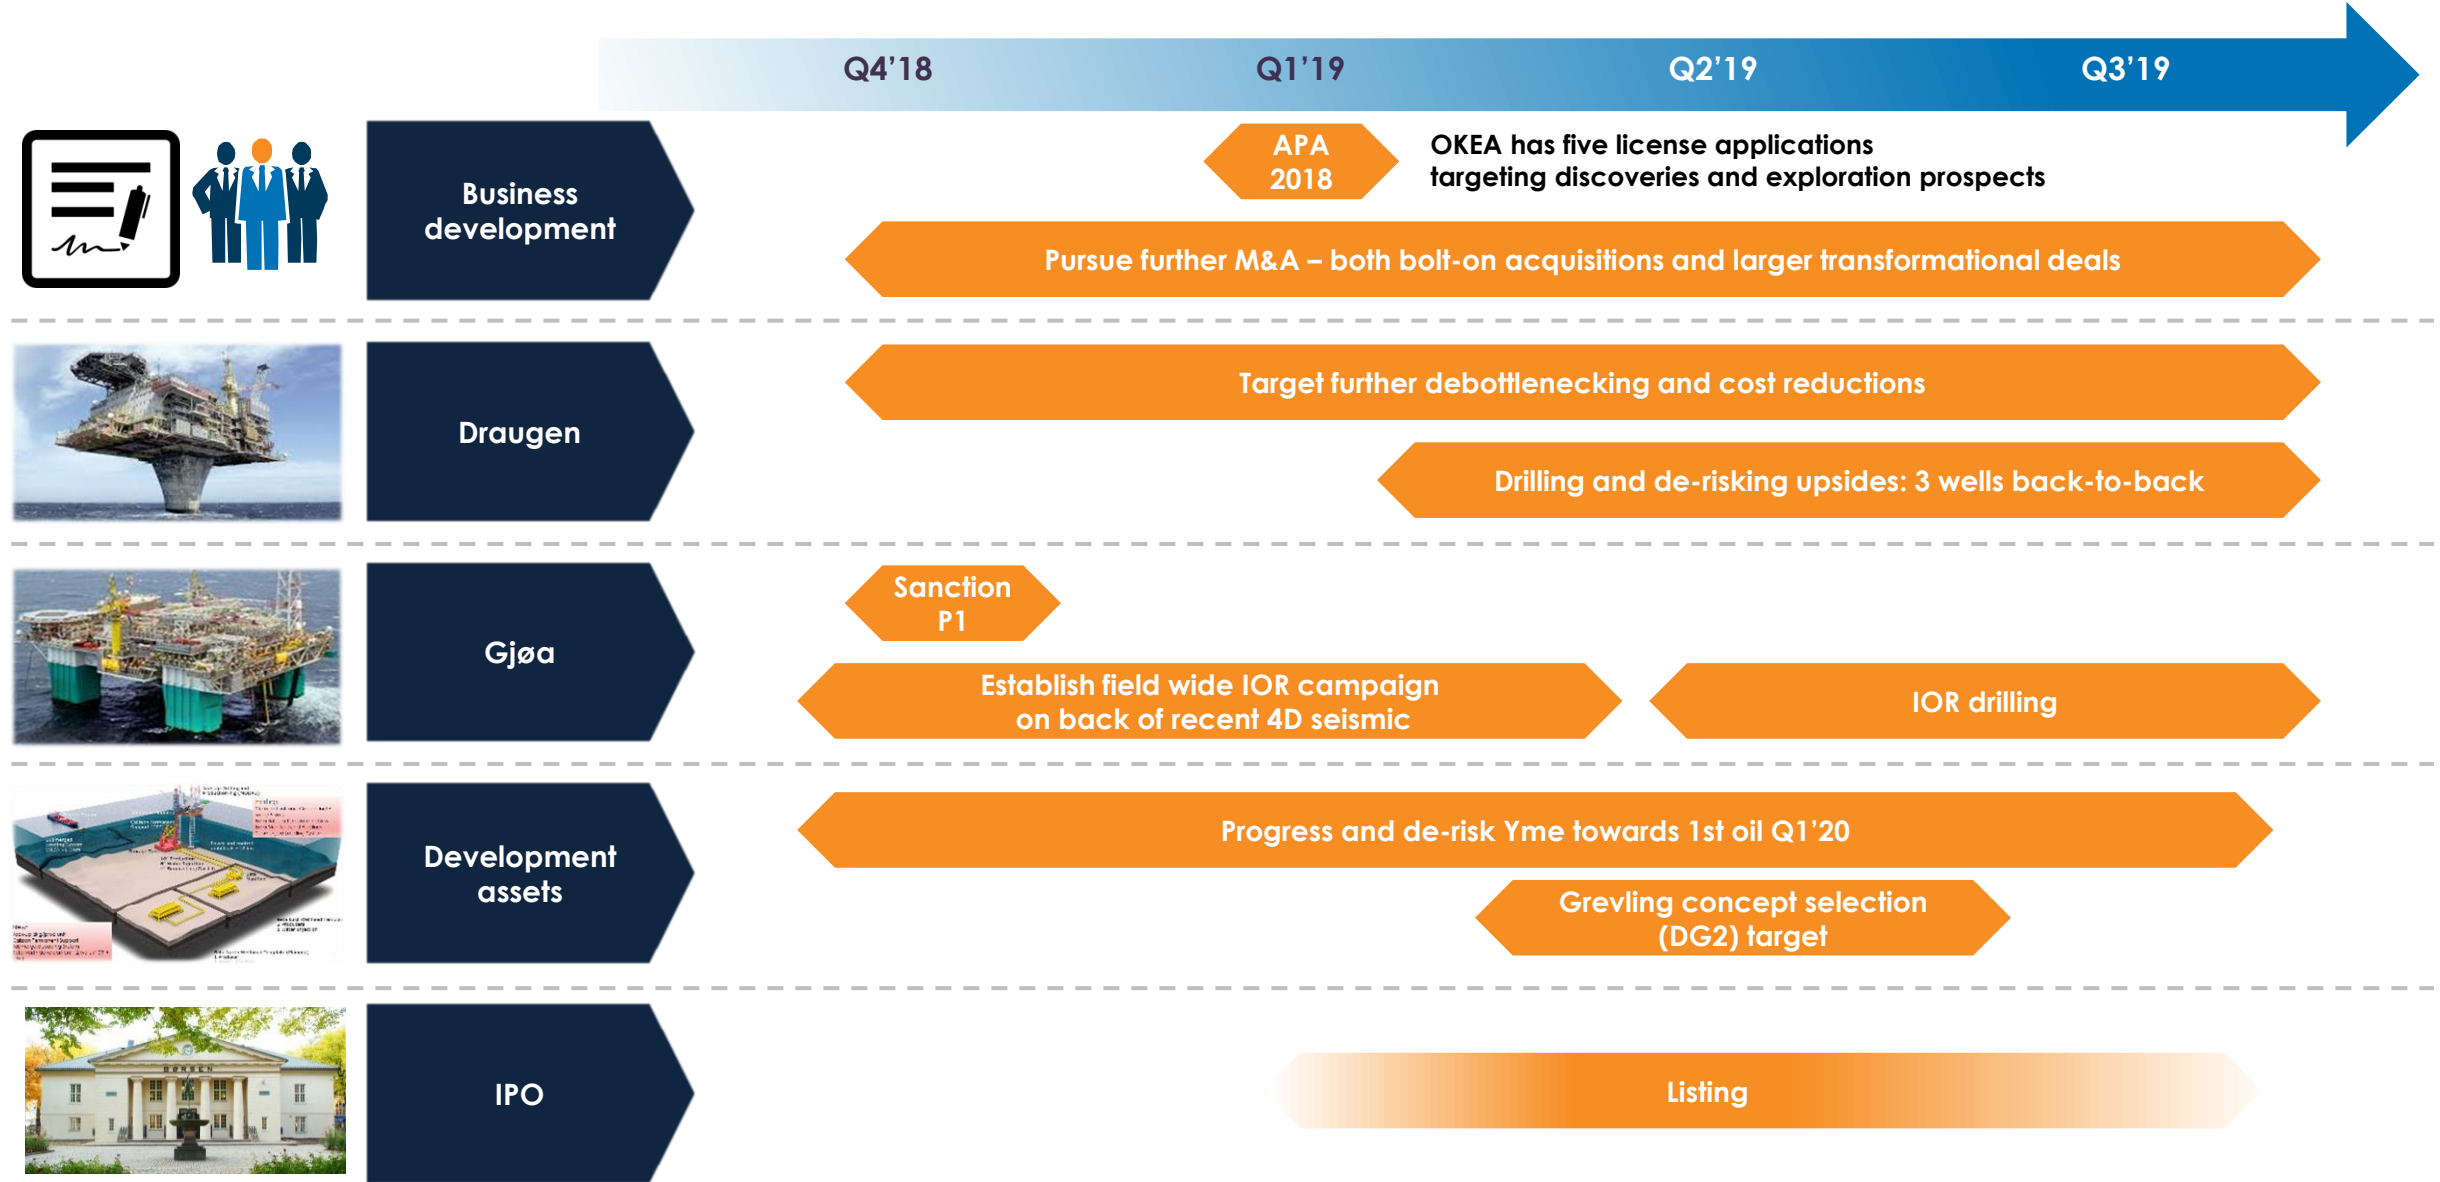 Q4’18
Q1’19
Q2’19
Q3’19
Business
development
APA
2018
OKEA has five license applications
targeting discoveries and exploration prospects
Pursue further M&A – both bolt-on acquisitions and larger transformational deals
Draugen
Target further debottlenecking and cost reductions
Drilling and de-risking upsides: 3 wells back-to-back
Gjøa
Sanction
P1
Establish field wide IOR campaign
on back of recent 4D seismic
IOR drilling
Development
assets
Progress and de-risk Yme towards 1st oil Q1’20
Grevling concept selection
(DG2) target
IPO
BØRSEN
Listing